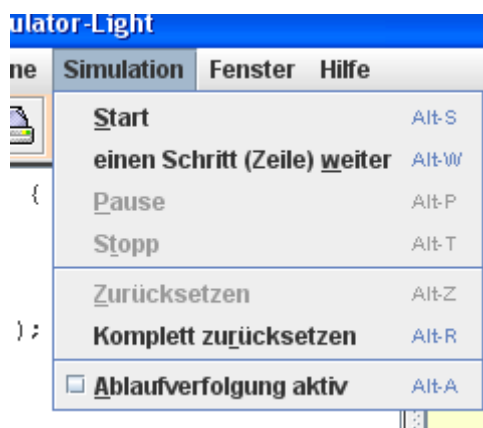 ulator-Light
ne Simulation Fenster Hilfe
Start Alt-S
einen Schritt (Zeile) weiter Alt-W
{
Pause Alt-P
Stopp Alt-T
Zurücksetzen Alt-Z
); Komplett zurücksetzen Alt-R
Ablaufverfolgung aktiv Alt-A